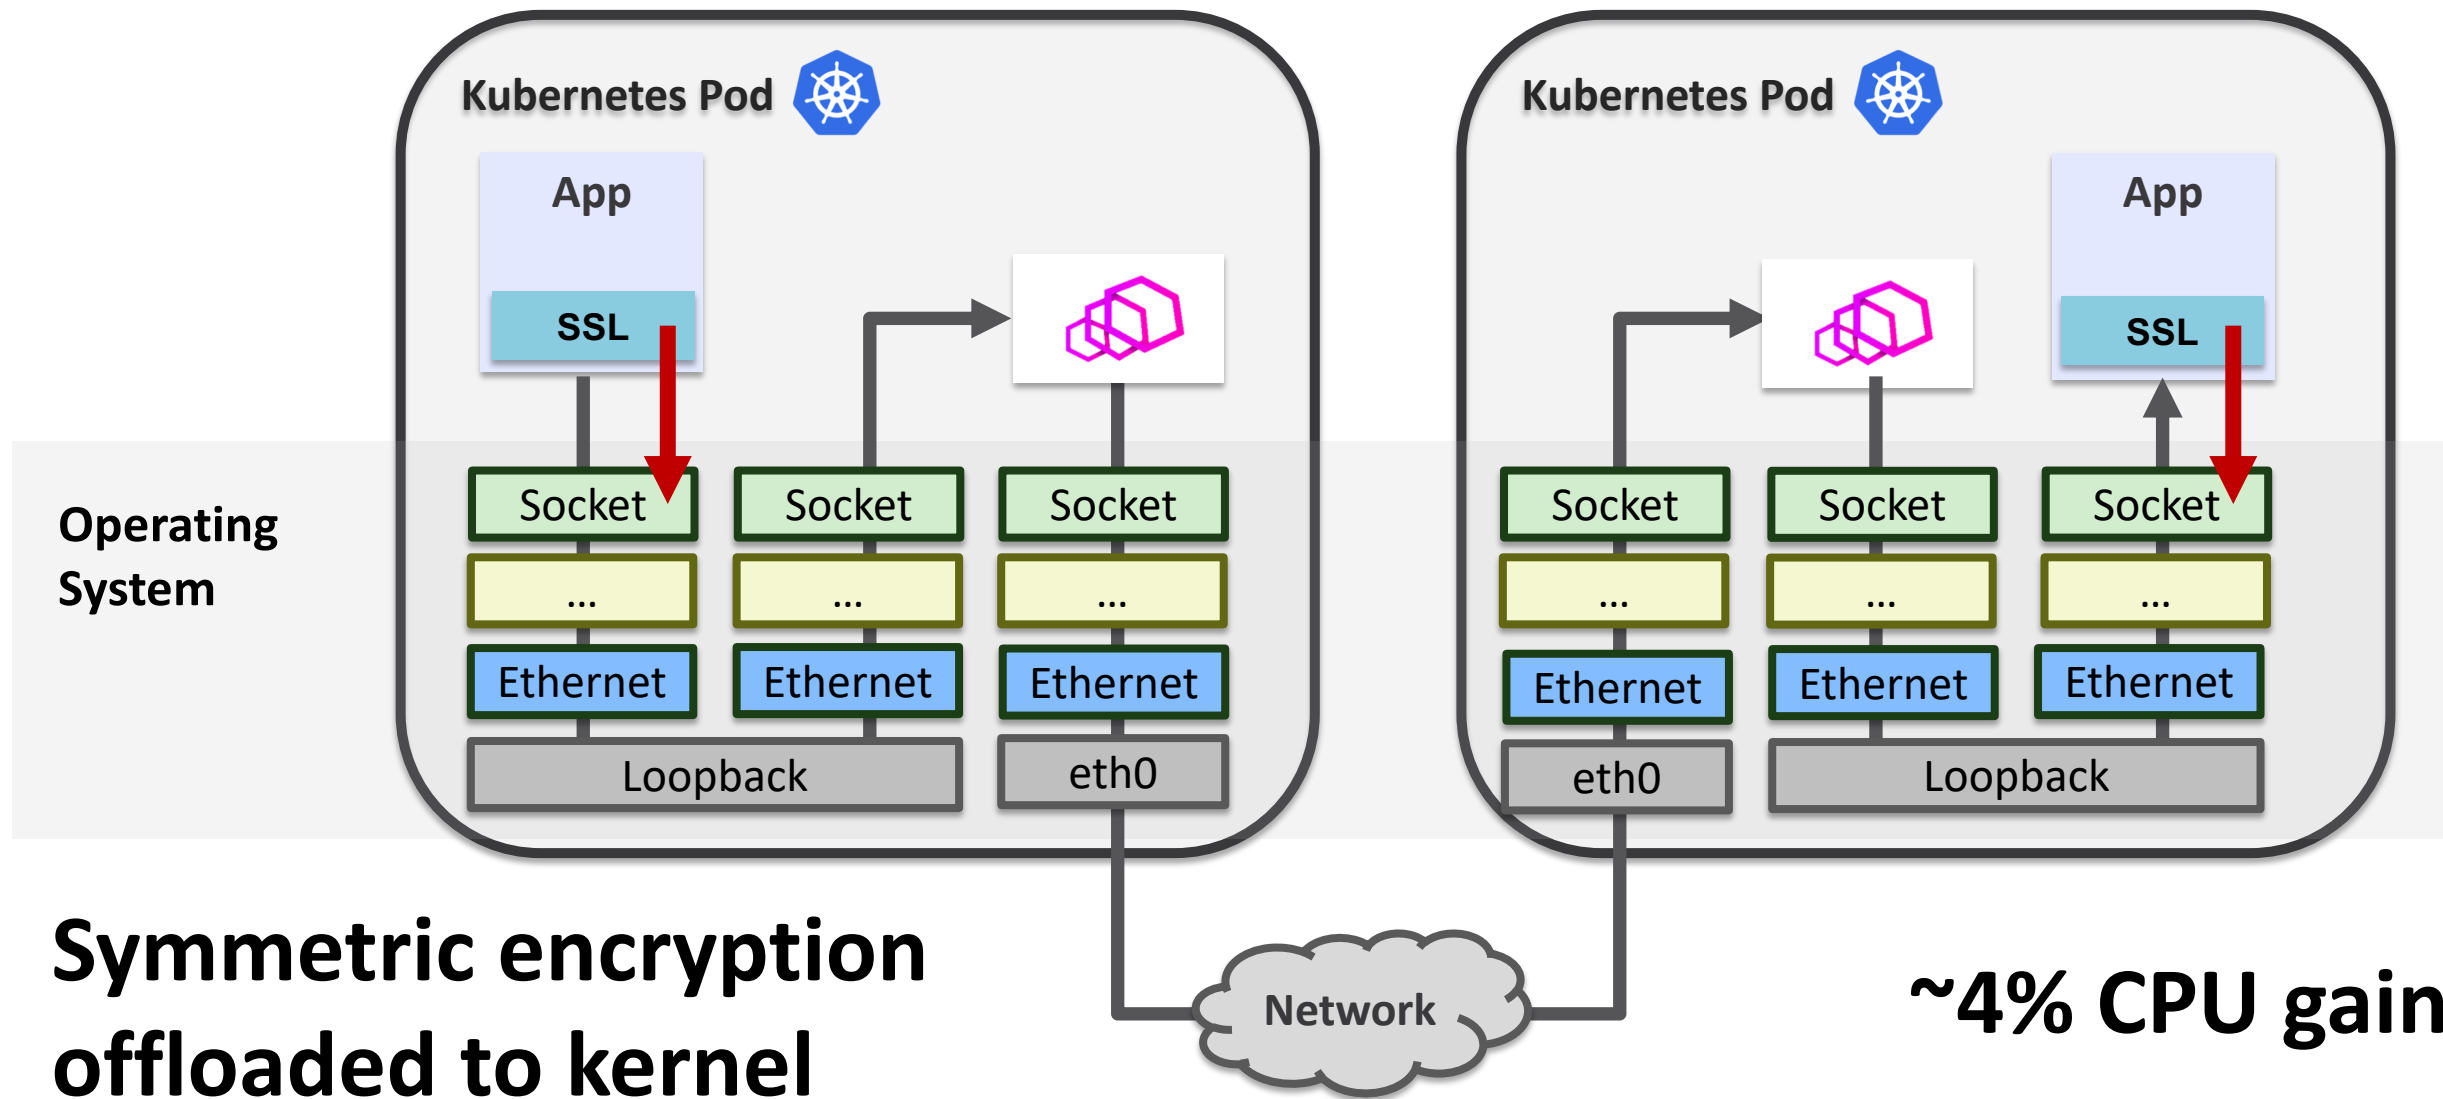 Kubernetes Pod
App
SSL
Socket
Socket
Socket
...
...
...
Ethernet
Ethernet
Ethernet
Loopback
eth0
Kubernetes Pod
App
SSL
Socket
Socket
Socket
...
...
...
Ethernet
Ethernet
Ethernet
eth0
Loopback
Operating
System
Network
Symmetric encryption
offloaded to kernel
~4% CPU gain